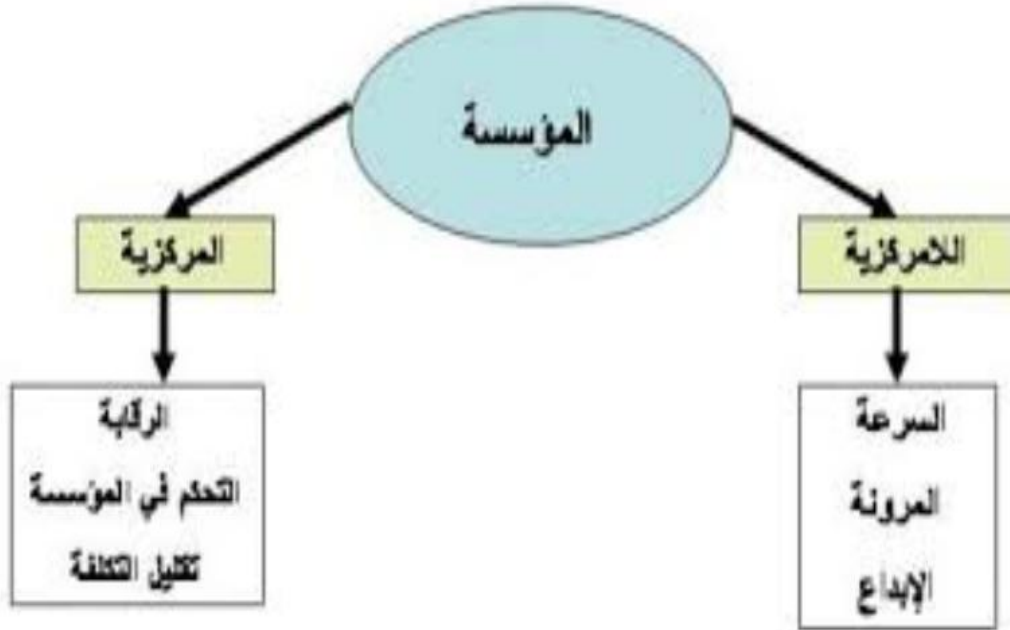 المؤسسة
اللامركزية
المركزية
السرعة
المرونة
الإبداع
الرقابة
التحكم في المؤسسة
تقليل التكلفة